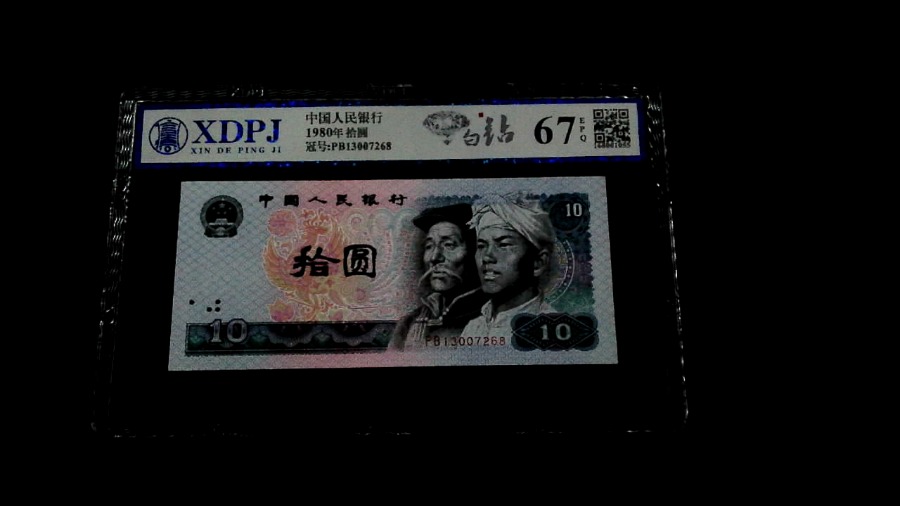 XDPJ
XIN DE PING JI
中国人民银行
1980年拾圆
冠号:PB13007268
白钻
67
EPQ
中国人民银行
10
拾圆
10
PB13007268
10